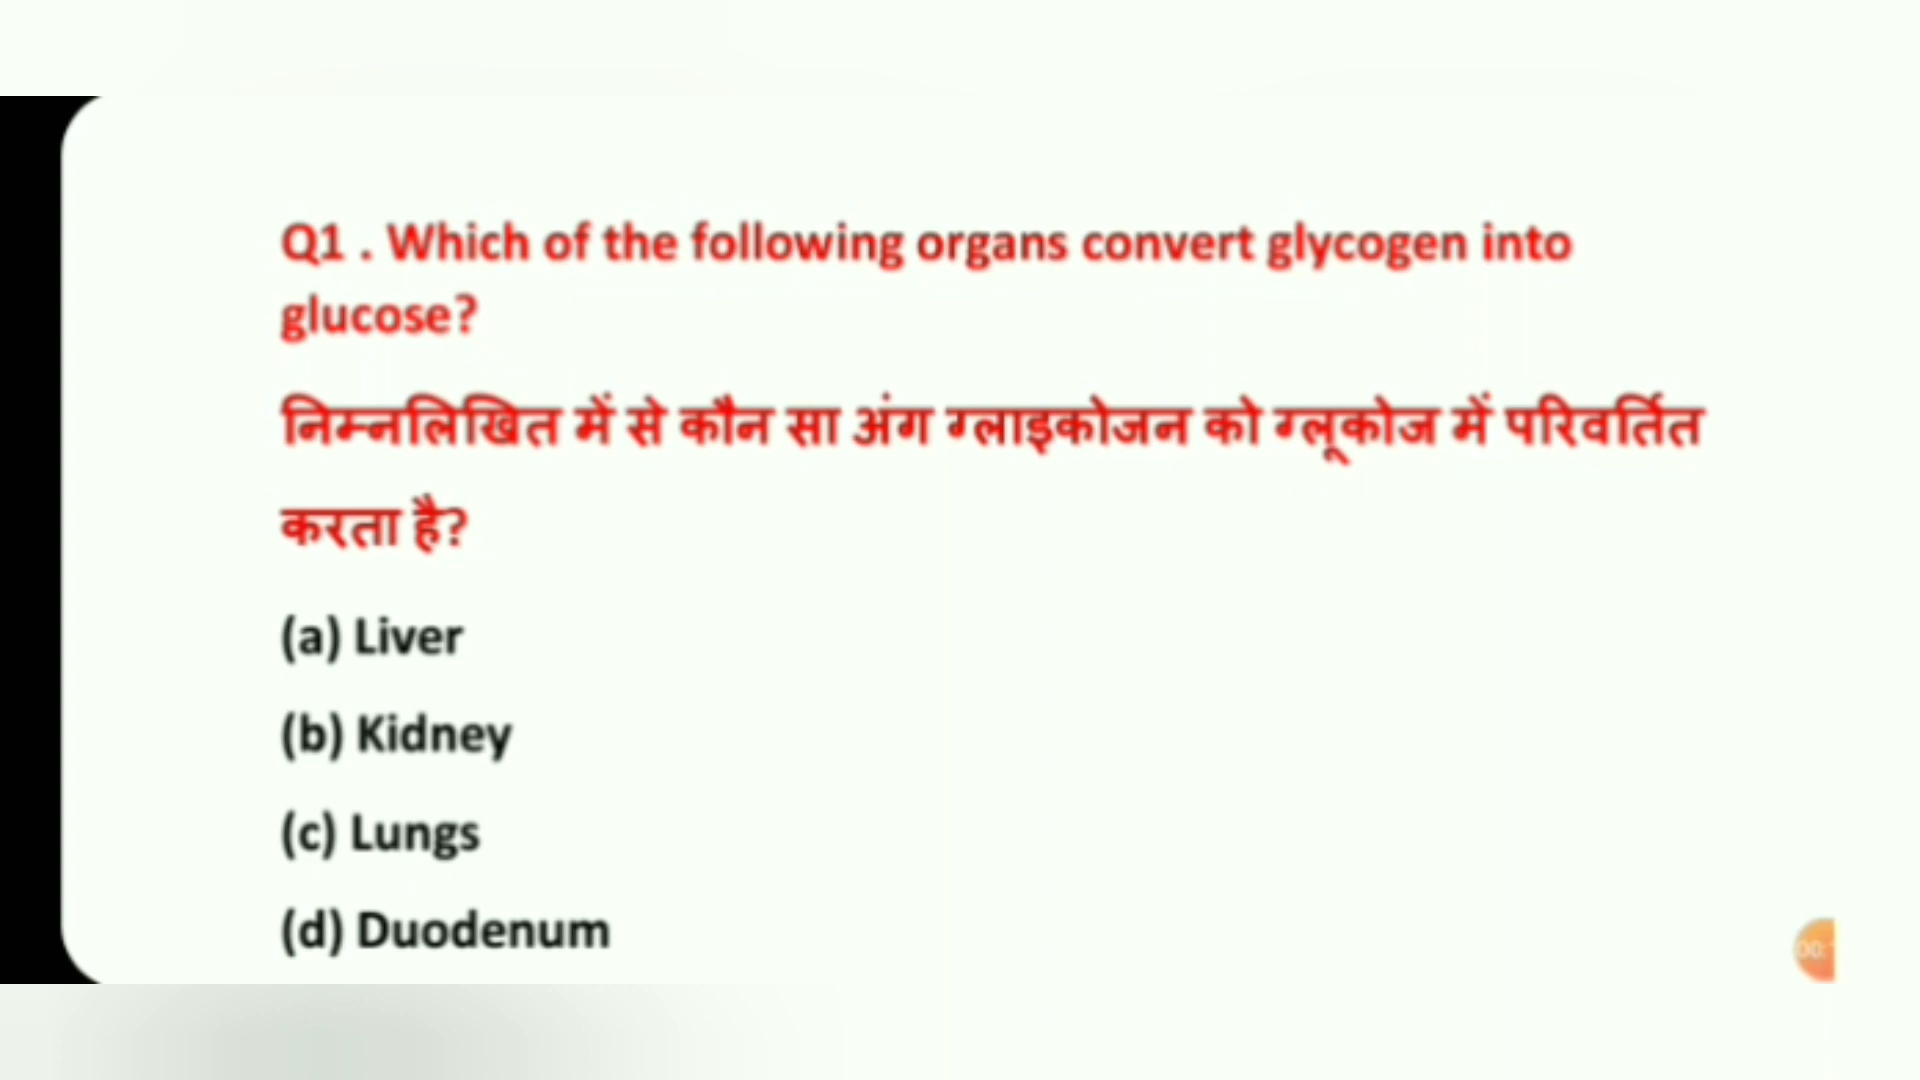 Q1 . Which of the following organs convert glycogen into
glucose?
निम्नलिखित में से कौन सा अंग ग्लाइकोजन को ग्लूकोज में परिवर्तित
करता है?
(a) Liver
(b) Kidney
(c) Lungs
(d) Duodenum